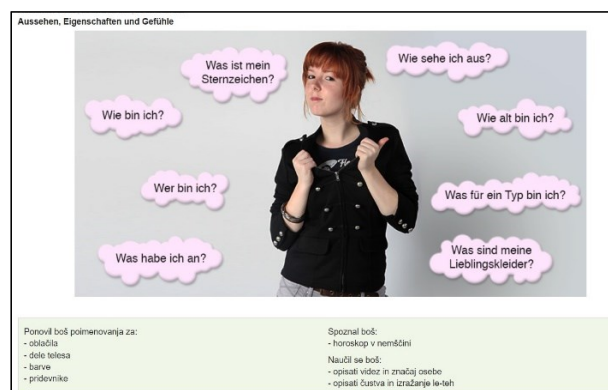 Aussehen, Eigenschaften und Gefühle
Was ist mein
Sternzeichen?
Wie sehe ich aus?
Wie bin ich?
Wie alt bin ich?
Wer bin ich?
Was für ein Typ bin ich?
Was habe ich an?
Was sind meine
Lieblingskleider?
Ponovil boš poimenovanja za:
- oblačila
- dele telesa
- barve
- pridevnike
Spoznal boš:
- horoskop v nemščini
Naučil se boš:
- opisati videz in značaj osebe
- opisati čustva in izražanje le-teh